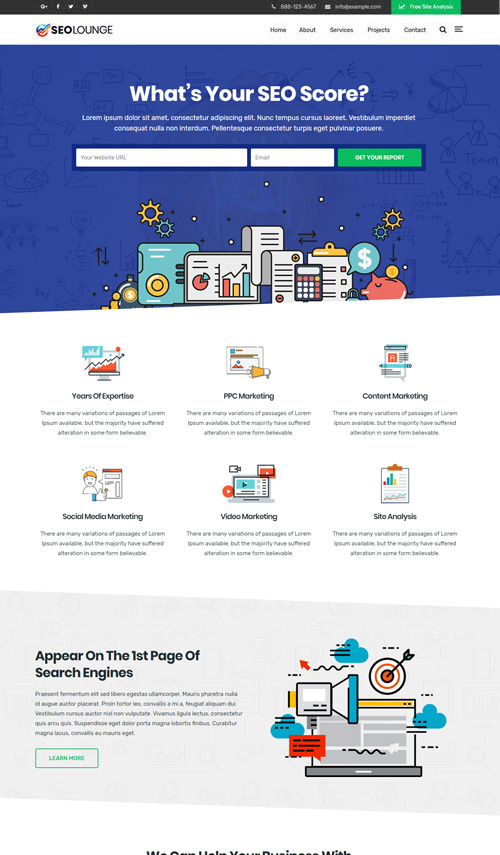 888-123-4567 info@example.com Free Site Analysis
SEOLOUNGE
Home About Services Projects Contact
What's Your SEO Score?
Lorem ipsum dolor sit amet, consectetur adipiscing elit. Nunc tempus cursus laoreet. Vestibulum imperdiet
consequat nulla non interdum. Pellentesque consectetur turpis eget pulvinar posuere.
Your Website URL Email GET YOUR REPORT
Years Of Expertise
There are many variations of passages of Lorem
Ipsum available, but the majority have suffered
alteration in some form believable.
PPC Marketing
There are many variations of passages of Lorem
Ipsum available, but the majority have suffered
alteration in some form believable.
Content Marketing
There are many variations of passages of Lorem
Ipsum available, but the majority have suffered
alteration in some form believable.
Social Media Marketing
There are many variations of passages of Lorem
Ipsum available, but the majority have suffered
alteration in some form believable.
Video Marketing
There are many variations of passages of Lorem
Ipsum available, but the majority have suffered
alteration in some form believable.
Site Analysis
There are many variations of passages of Lorem
Ipsum available, but the majority have suffered
alteration in some form believable.
Appear On The 1st Page Of
Search Engines
Praesent fermentum elit sed libero egestas ullamcorper. Mauris pharetra nulla
id augue auctor placerat. Proin tortor leo, convallis a mi a, feugiat aliquam dui.
Vestibulum cursus auctor nisl non vulputate. Vivamus ligula lectus, consectetur
quis arcu quis. Suspendisse eget dolor porta magna lobortis finibus. Curabitur
magna lacus, convallis eu mauris eget.
LEARN MORE
We Can Help Your Business With